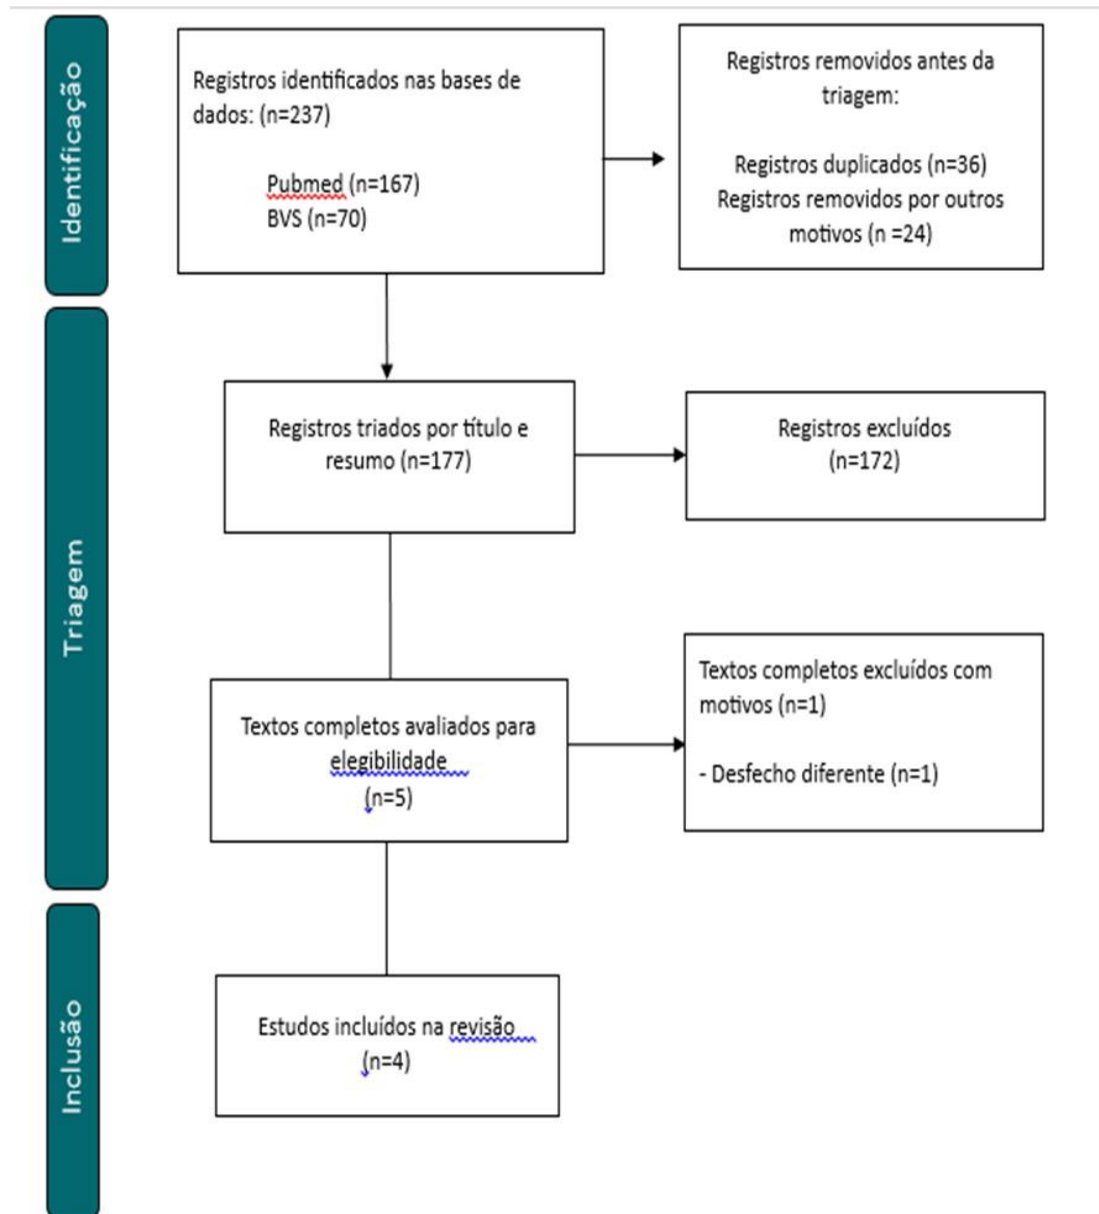 Identificação
Registros identificados nas bases de
dados: (n=237)
Pubmed (n=167)
BVS (n=70)
Registros removidos antes da
triagem:
Registros duplicados (n=36)
Registros removidos por outros
motivos (n =24)
Triagem
Registros triados por título e
resumo (n=177)
Registros excluídos
(n=172)
Textos completos avaliados para
elegibilidade
(n=5)
Textos completos excluídos com
motivos (n=1)
- Desfecho diferente (n=1)
Inclusão
Estudos incluídos na revisão
(n=4)